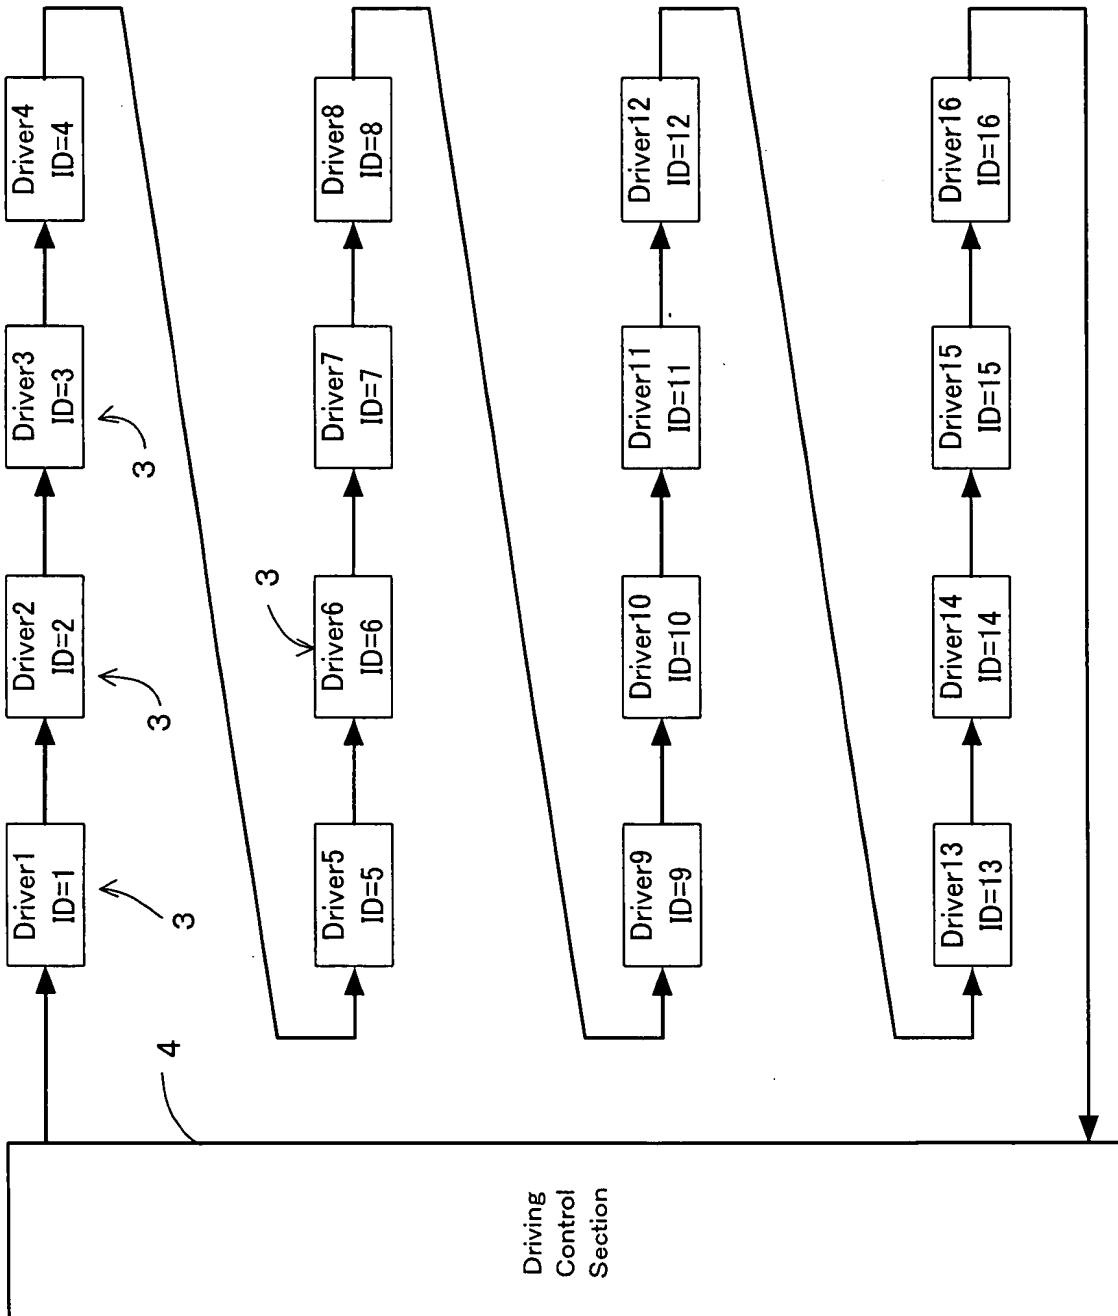 Driver1
ID=1
Driver2
ID=2
Driver3
ID=3
Driver4
ID=4
3
3
3
Driver5
ID=5
Driver6
ID=6
Driver7
ID=7
Driver8
ID=8
3
Driver9
ID=9
Driver10
ID=10
Driver11
ID=11
Driver12
ID=12
Driver13
ID=13
Driver14
ID=14
Driver15
ID=15
Driver16
ID=16
4
Driving
Control
Section